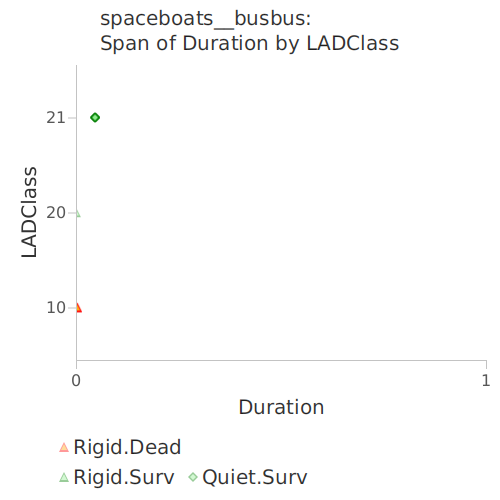 spaceboats__busbus:
Span of Duration by LADClass
21
20
10
LADClass
0
1
Duration
Rigid.Dead
Rigid.Surv Quiet.Surv